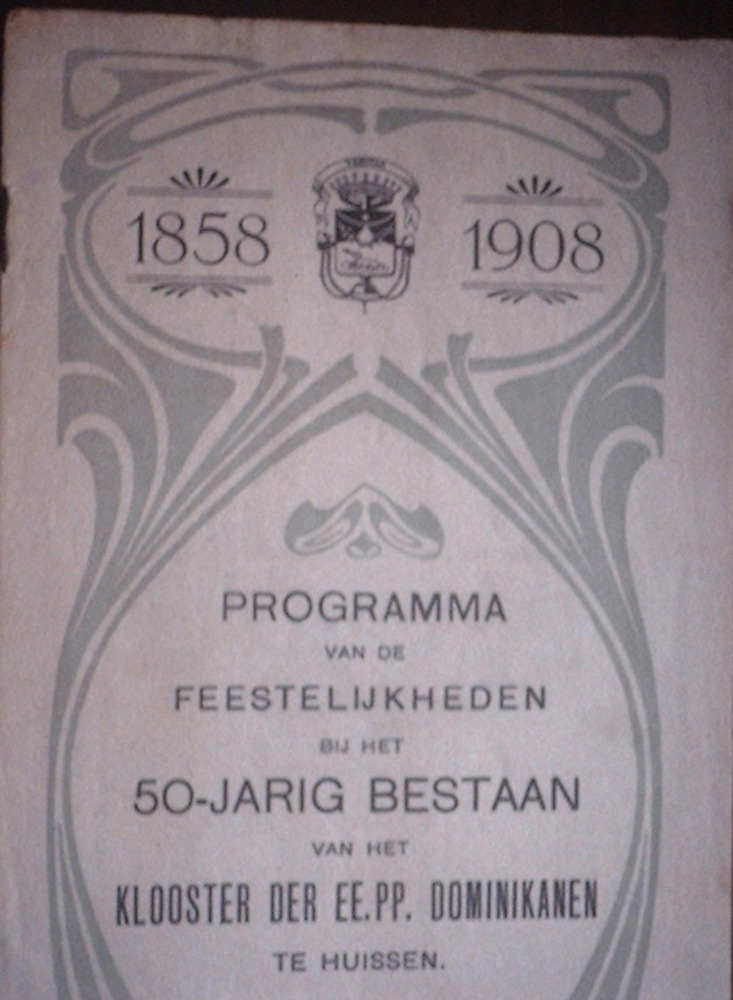 1858
1908
PROGRAMMA
VAN DE
FEESTELIJKHEDEN
BIJ HET
50-JARIG BESTAAN
VAN HET
KLOOSTER DER EE.PP. DOMINIKANEN
TE HUISSEN.